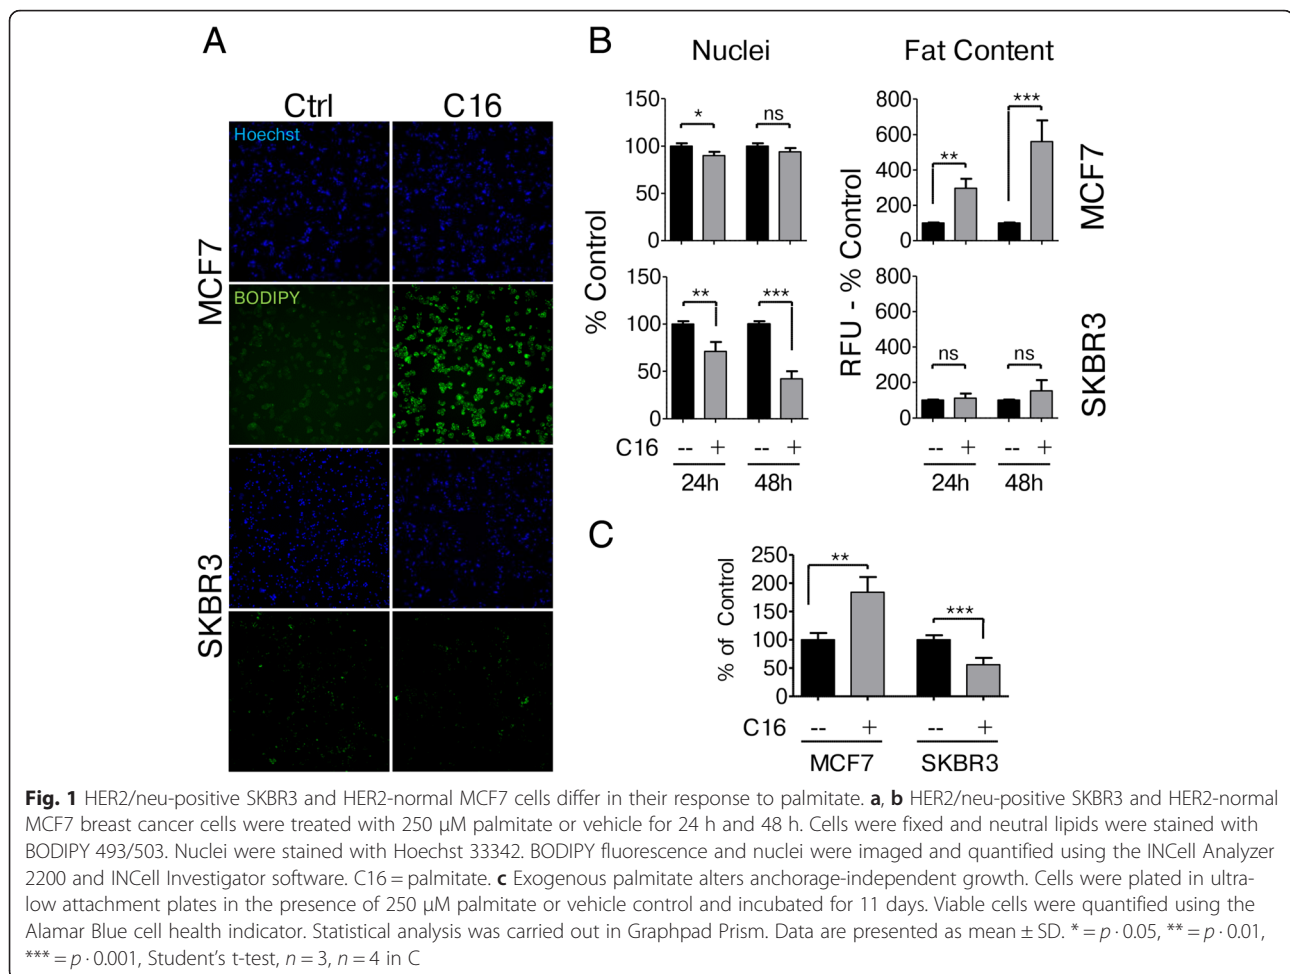 A
Ctrl C16
Hoechst
BODIPY
MCF7
SKBR3
B
Nuclei Fat Content
% Control
150
100
50
0
* ns
150
100
50
0
** ***
C16 -- + -- +
24h 48h
RFU - % Control
800
600
400
200
0
** ***
MCF7
800
600
400
200
0
ns ns
SKBR3
-- + -- +
24h 48h
C
% of Control
250
200
150
100
50
0
** ***
C16 -- + -- +
MCF7 SKBR3
Fig. 1 HER2/neu-positive SKBR3 and HER2-normal MCF7 cells differ in their response to palmitate. a, b HER2/neu-positive SKBR3 and HER2-normal
MCF7 breast cancer cells were treated with 250 μM palmitate or vehicle for 24 h and 48 h. Cells were fixed and neutral lipids were stained with
BODIPY 493/503. Nuclei were stained with Hoechst 33342. BODIPY fluorescence and nuclei were imaged and quantified using the INCell Analyzer
2200 and INCell Investigator software. C16 = palmitate. c Exogenous palmitate alters anchorage-independent growth. Cells were plated in ultra-
low attachment plates in the presence of 250 μM palmitate or vehicle control and incubated for 11 days. Viable cells were quantified using the
Alamar Blue cell health indicator. Statistical analysis was carried out in Graphpad Prism. Data are presented as mean ± SD. * = p · 0.05, ** = p · 0.01,
*** = p · 0.001, Student's t-test, n = 3, n = 4 in C